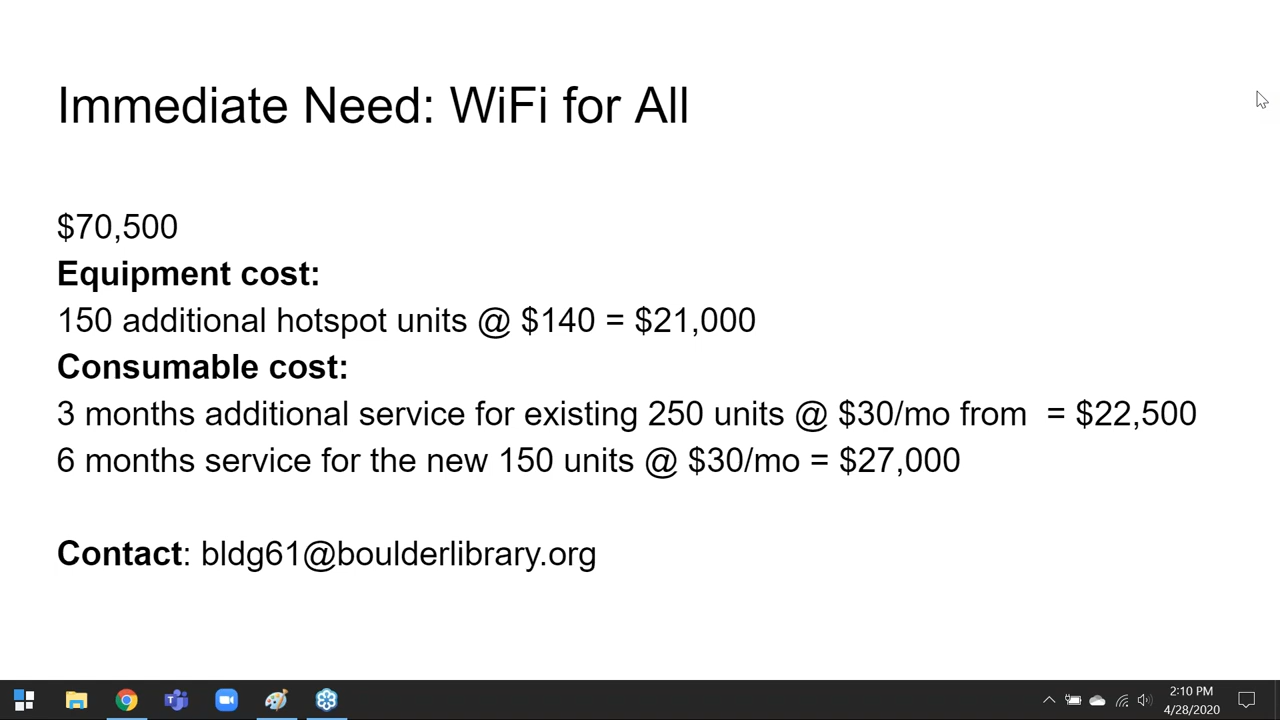 Immediate Need: WiFi for All
$70,500
Equipment cost:
150 additional hotspot units @ $140 = $21,000
Consumable cost:
3 months additional service for existing 250 units @ $30/mo from  = $22,500
6 months service for the new 150 units @ $30/mo = $27,000
Contact: bldg61@boulderlibrary.org
2:10 PM
4/28/2020